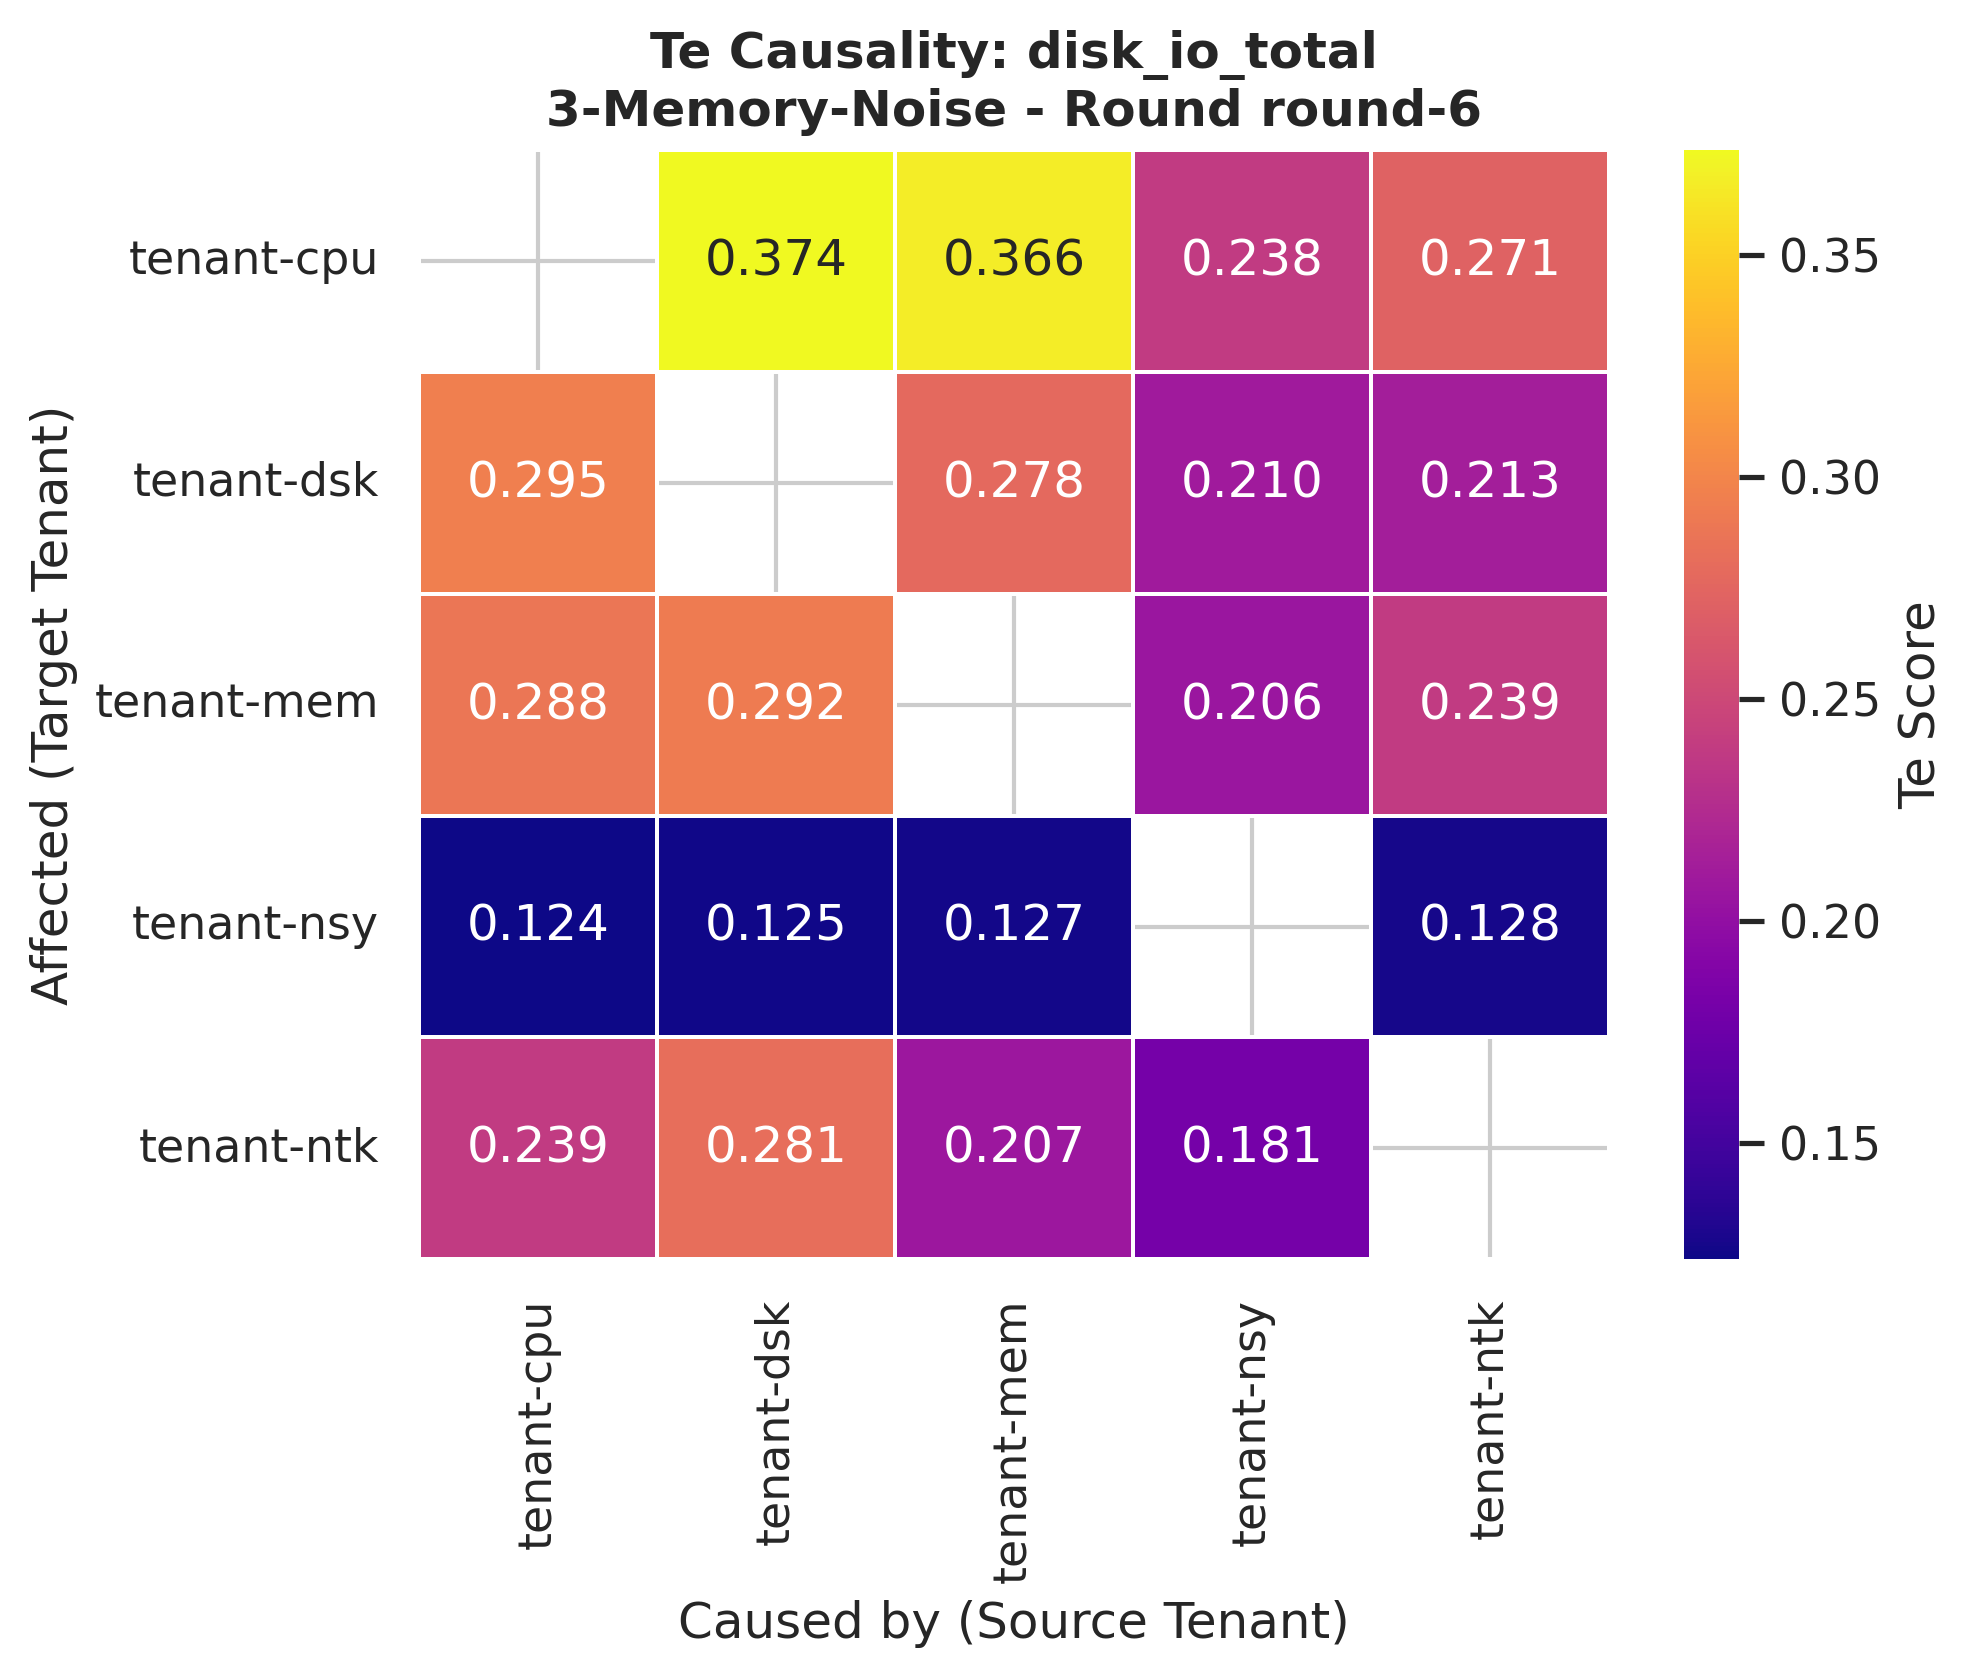 Te Causality: disk_io_total
3-Memory-Noise - Round round-6
Affected (Target Tenant)
tenant-cpu 0.374 0.366 0.238 0.271
tenant-dsk 0.295 0.278 0.210 0.213
tenant-mem 0.288 0.292 0.206 0.239
tenant-nsy 0.124 0.125 0.127 0.128
tenant-ntk 0.239 0.281 0.207 0.181
tenant-cpu
tenant-dsk
tenant-mem
tenant-nsy
tenant-ntk
Caused by (Source Tenant)
0.35
0.30
0.25
0.20
0.15
Te Score